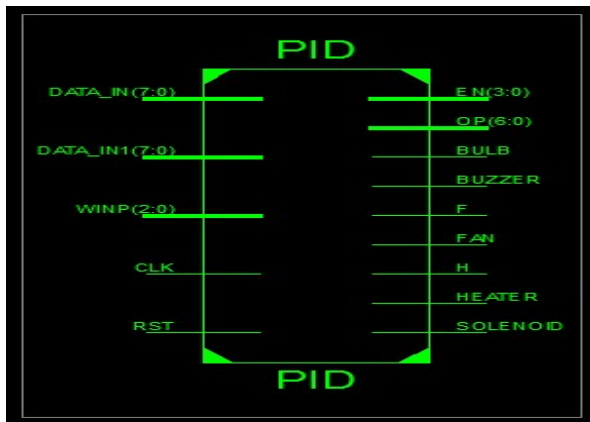 PID
DATA_IN(7:0)
EN(3:0)
OP(6:0)
DATA_IN1(7:0)
BULB
BUZZER
WINP(2:0)
F
FAN
CLK
H
HEATER
RST
SOLENOID
PID